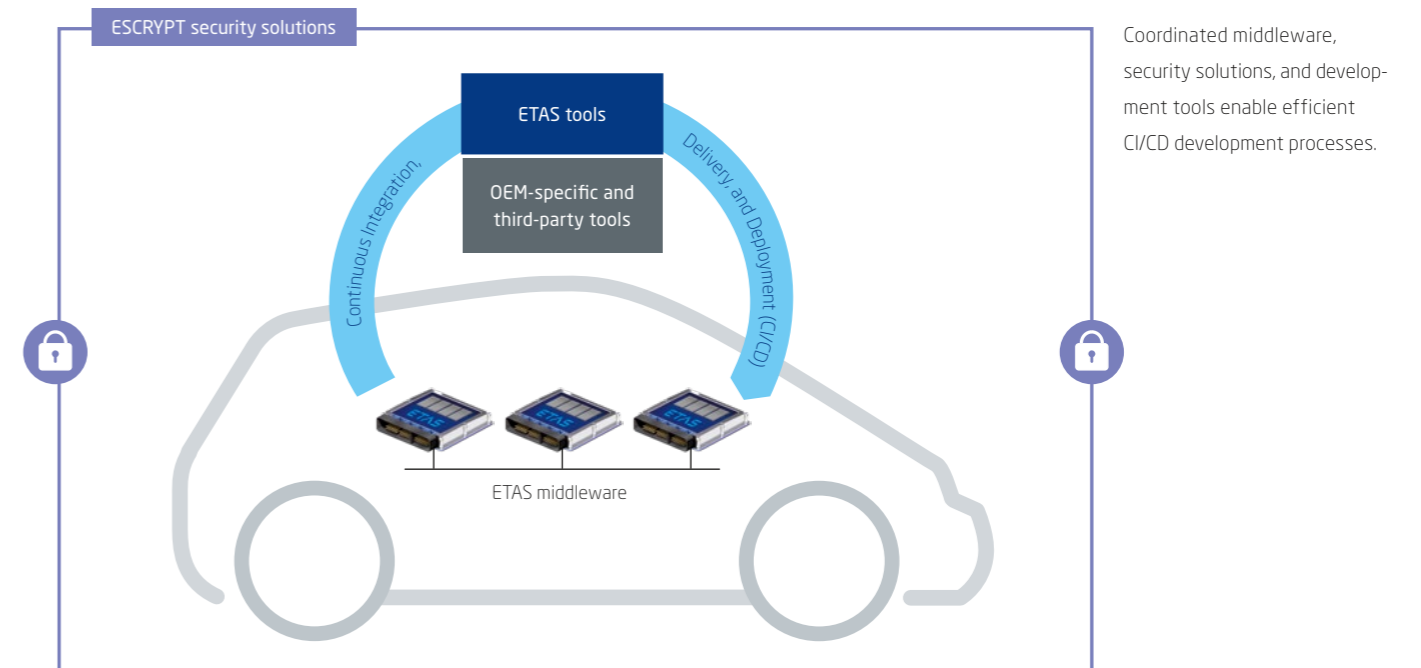 ESCRYPT security solutions
Coordinated middleware,
security solutions, and develop-
ment tools enable efficient
CI/CD development processes.
ETAS tools
OEM-specific and
third-party tools
Continuous Integration,
Delivery, and Deployment (CI/CD)
ETAS
ETAS
ETAS
ETAS middleware